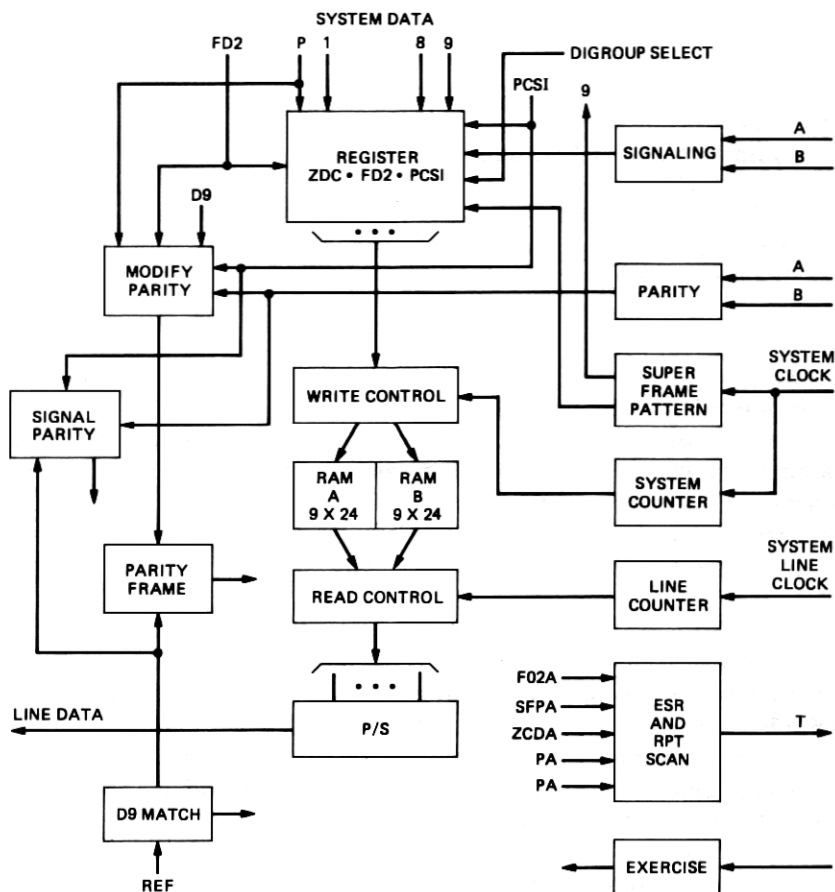 SYSTEM DATA
FD2 P 1 8 9
DIGROUP SELECT
PCSI 9
REGISTER
ZDC • FD2 • PCSI
SIGNALING
A
B
D9
MODIFY
PARITY
PARITY
A
B
SIGNAL
PARITY
WRITE CONTROL
SUPER
FRAME
PATTERN
SYSTEM
CLOCK
RAM
A
9 X 24
RAM
B
9 X 24
SYSTEM
COUNTER
PARITY
FRAME
READ CONTROL
LINE
COUNTER
SYSTEM
LINE
CLOCK
LINE DATA
P/S
F02A
SFPA
ZCDA
PA
PA
ESR
AND
RPT
SCAN
T
D9 MATCH
REF
EXERCISE